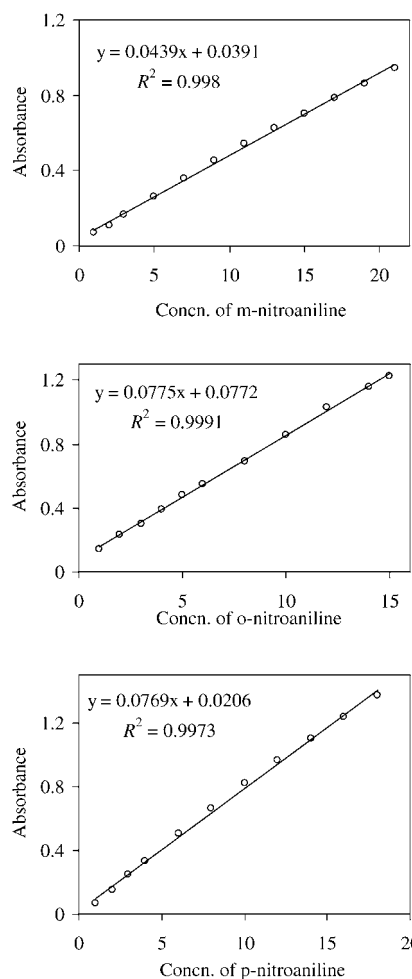 1.2
y = 0.0439x + 0.0391
R² = 0.998
0.8
Absorbance
0.4
0
0 5 10 15 20
Concn. of m-nitroaniline
1.2
y = 0.0775x + 0.0772
R² = 0.9991
0.8
Absorbance
0.4
0
0 5 10 15
Concn. of o-nitroaniline
y = 0.0769x + 0.0206
1.2
R² = 0.9973
0.8
Absorbance
0.4
0
0 5 10 15 20
Concn. of p-nitroaniline